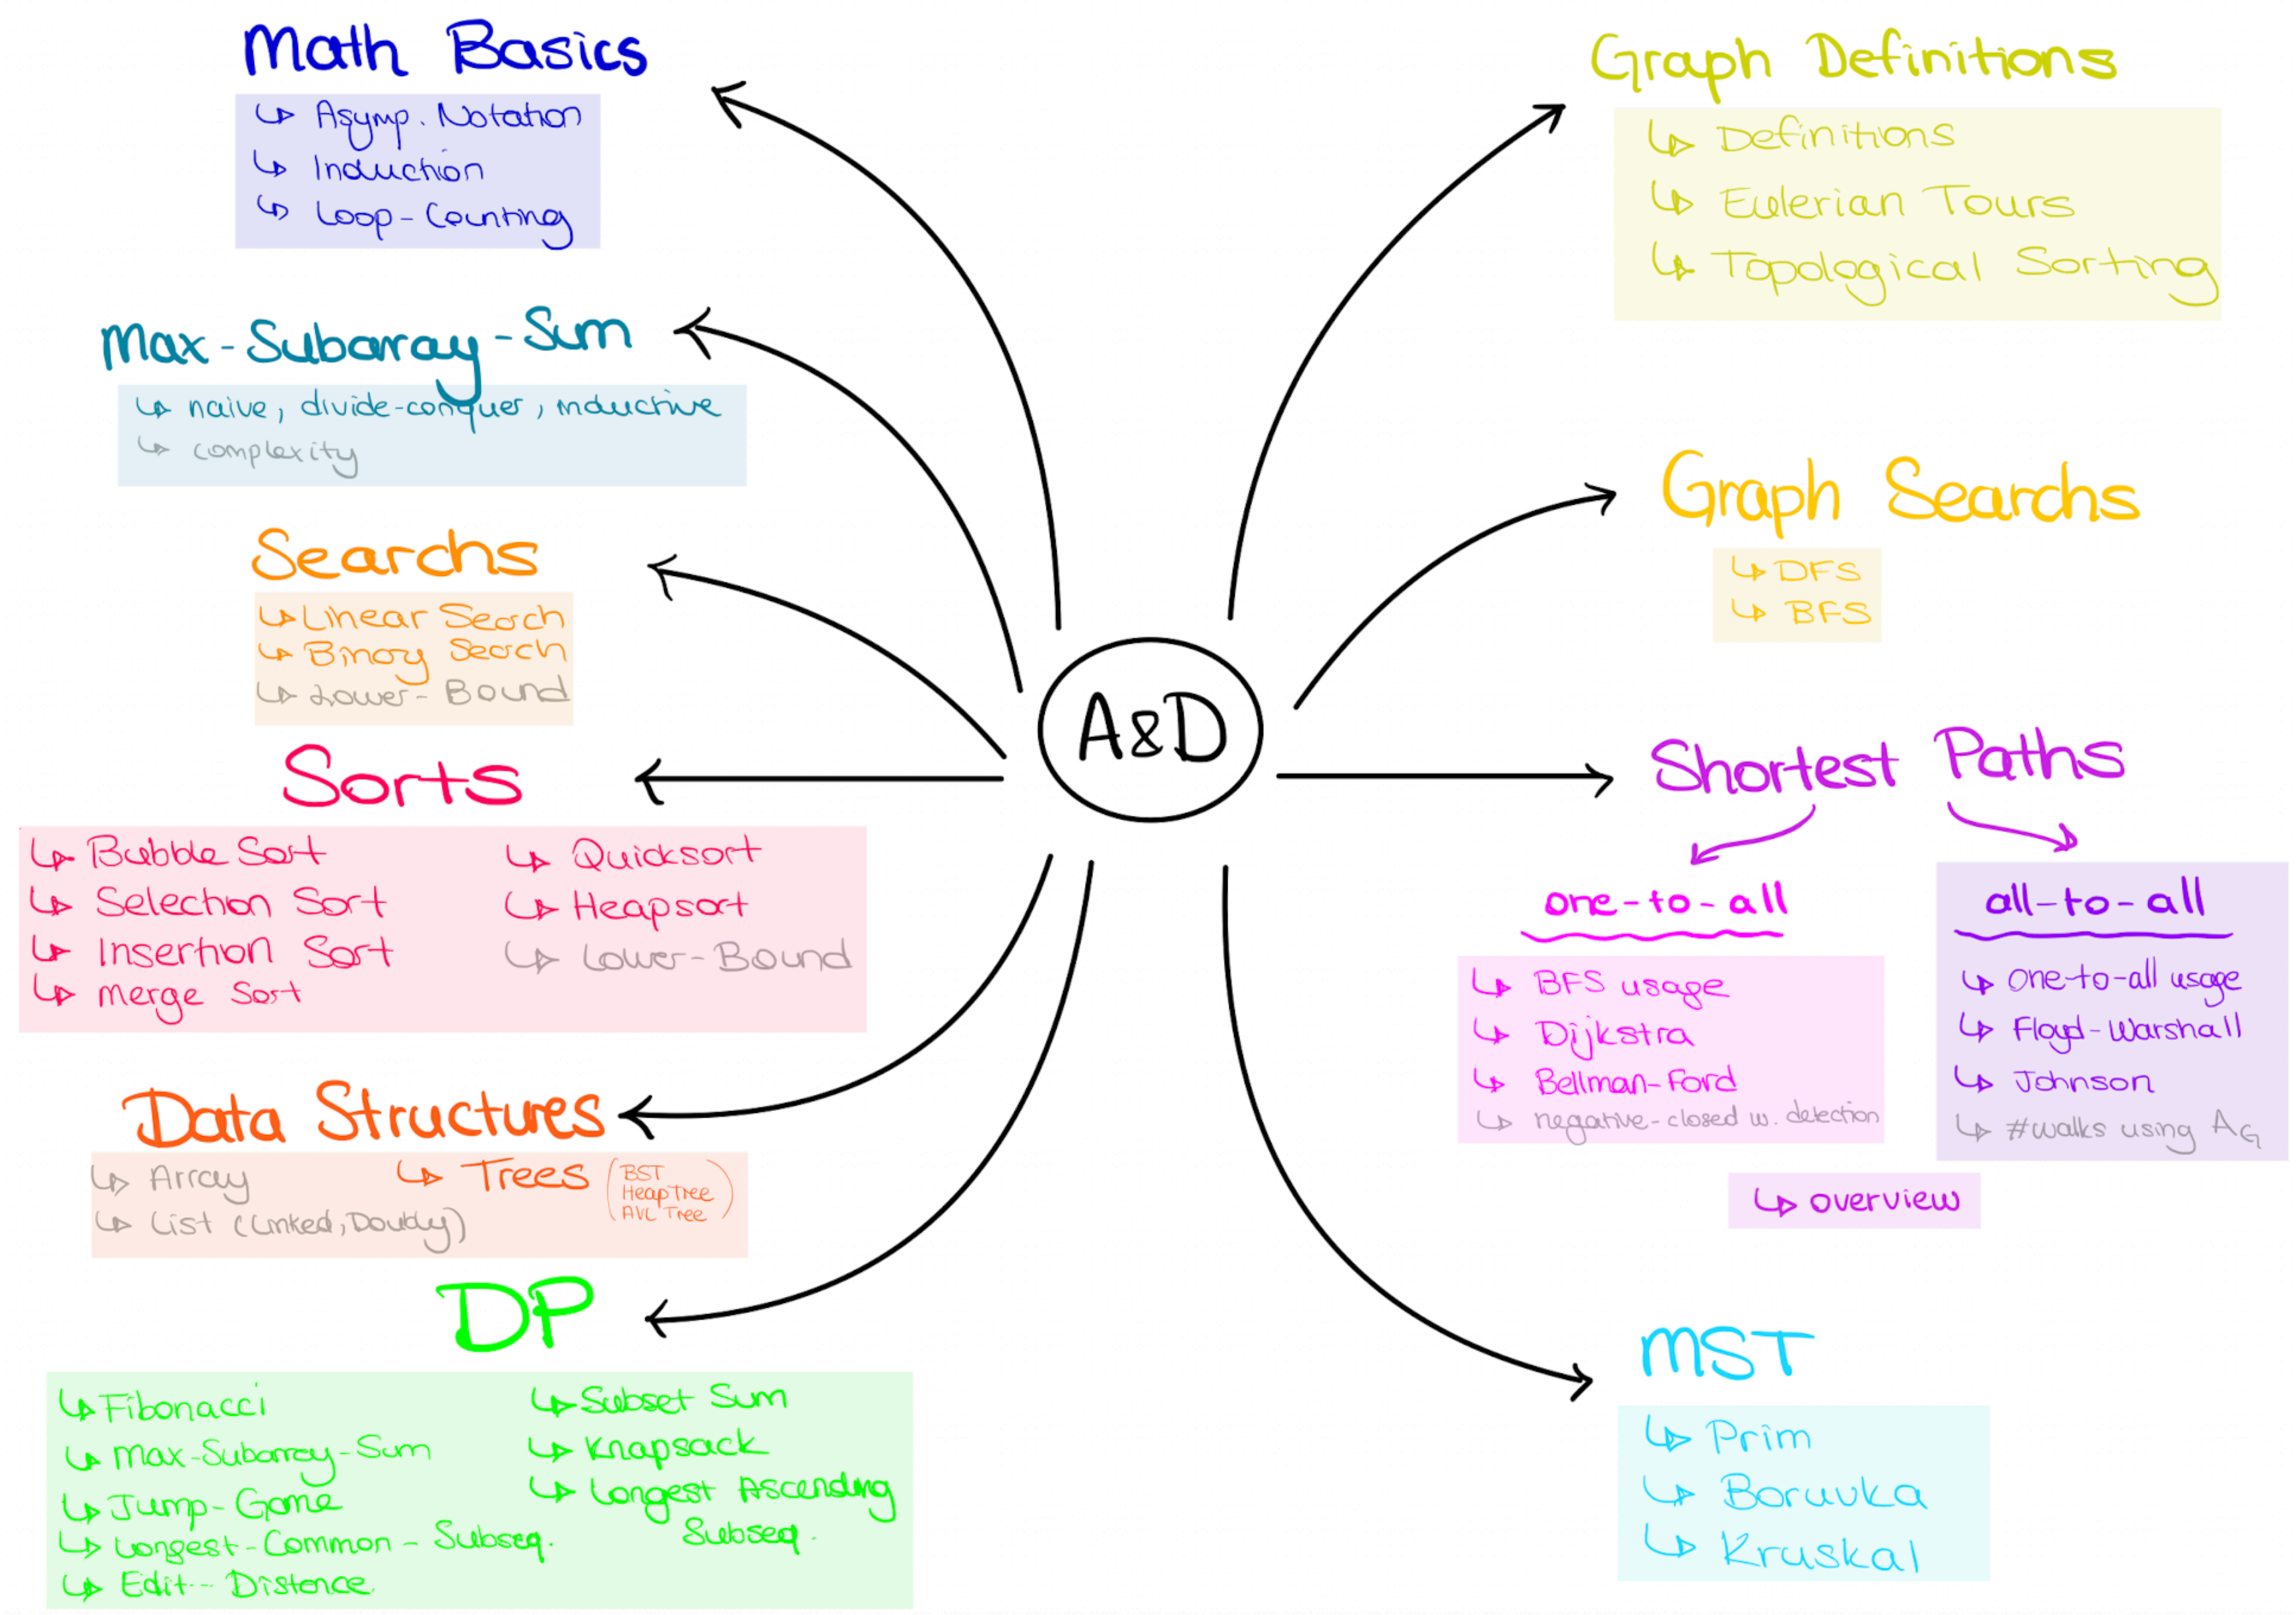 Math Basics
Asymp. Notation
Induction
Loop-Counting
Max-Subarray-Sum
naive, divide-conquer, inductive
complexity
Searchs
Linear Search
Binary Search
Lower-Bound
Sorts
Bubble Sort
Selection Sort
Insertion Sort
Merge Sort
Quicksort
Heapsort
Lower-Bound
Data Structures
Array
List (Linked, Doubly)
Trees (BST
Heap Tree
AVL Tree)
DP
Fibonacci
Max-Subarray-Sum
Jump-Game
Longest-Common-Subseq.
Edit-Distance
Subset Sum
Knapsack
Longest Ascending
Subseq.
A&D
Graph Definitions
Definitions
Eulerian Tours
Topological Sorting
Graph Searchs
DFS
BFS
Shortest Paths
one-to-all
BFS usage
Dijkstra
Bellman-Ford
negative-closed w. detection
all-to-all
one-to-all usage
Floyd-Warshall
Johnson
#walks using A_G
overview
MST
Prim
Boruvka
Kruskal